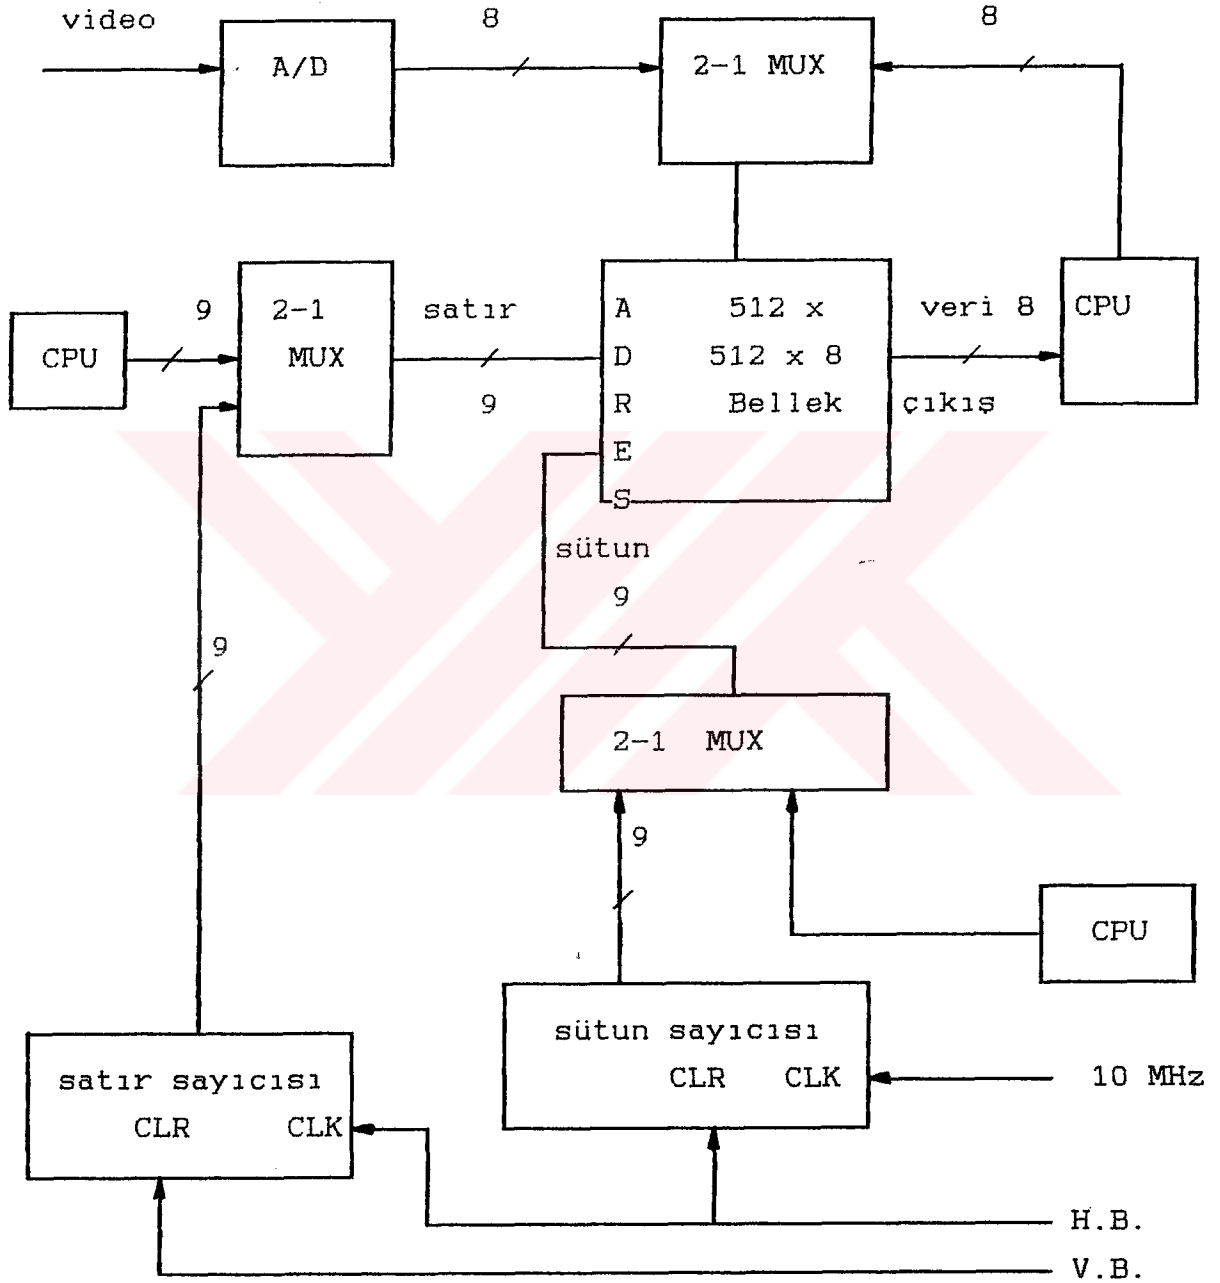 video
8
8
A/D
2-1 MUX
9
2-1
MUX
satır
9
CPU
A
D
R
E
S
512 x
512 x 8
Bellek
veri 8
çıkış
CPU
sütun
9
9
2-1 MUX
9
CPU
sütun sayıcısı
CLR CLK
10 MHz
satır sayıcısı
CLR CLK
H.B.
V.B.